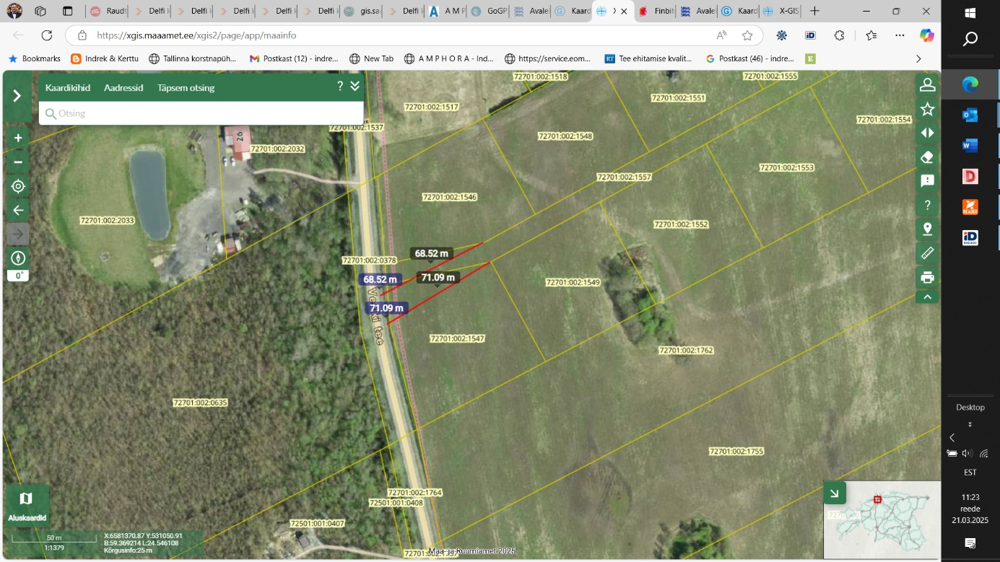 Raudt
Delfi k
Delfi k
Delfi k
Delfi k
Delfi k
gis.sa
Delfi k
A M P
GoGP
Avale
Kaard
Finbit
Avale
Kaard
X-GIS
https://xgis.maaamet.ee/xgis2/page/app/maainfo
Bookmarks
Indrek & Kerttu
Tallinna korstnapüh...
Postkast (12) - indre...
New Tab
A M P H O R A - Ind...
https://service.eom...
RT Tee ehitamise kvalit...
Postkast (46) - indre...
E
Kaardikihid Aadressid Täpsem otsing ?
Otsing
72701:002:1518
72701:002:1555
72701:002:1551
72701:002:1517
72701:002:1554
72701:002:1537
26
72701:002:1548
72701:002:2032
72701:002:1553
72701:002:1557
72701:002:1546
72701:002:2033
72701:002:1552
72701:002:0378
68.52 m
68.52 m
71.09 m
71.09 m
72701:002:1549
72701:002:1547
72701:002:1762
72701:002:0635
72701:002:1755
72701:002:1764
72501:001:0408
72501:001:0407
0°
Aluskaardid
50 m
1:1379
X:6581370.87 Y:531050.91
B:59.369214 L:24.546108
Kõrgusinfo:25 m
Maa- ja Ruumiamet 2025
Desktop
EST
11:23
reede
21.03.2025